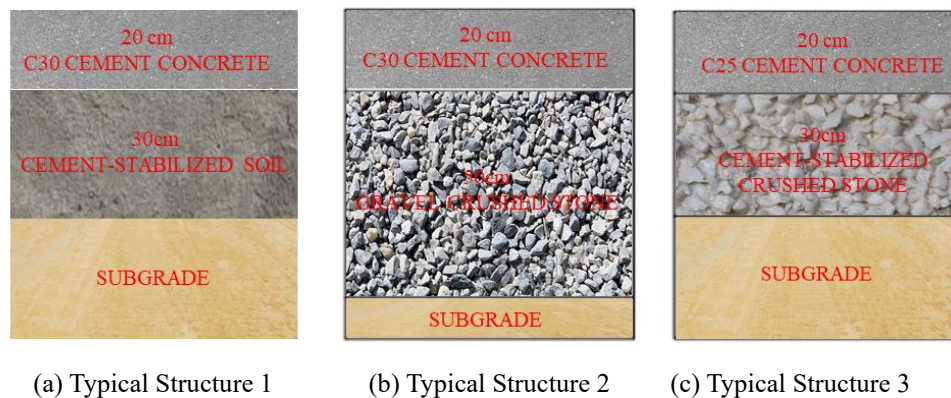 20 cm
C30 CEMENT CONCRETE
30cm
CEMENT-STABILIZED SOIL
SUBGRADE
(a) Typical Structure 1
20 cm
C30 CEMENT CONCRETE
50cm
GRAVEL CRUSHED STONE
SUBGRADE
(b) Typical Structure 2
20 cm
C25 CEMENT CONCRETE
30cm
CEMENT-STABILIZED
CRUSHED STONE
SUBGRADE
(c) Typical Structure 3